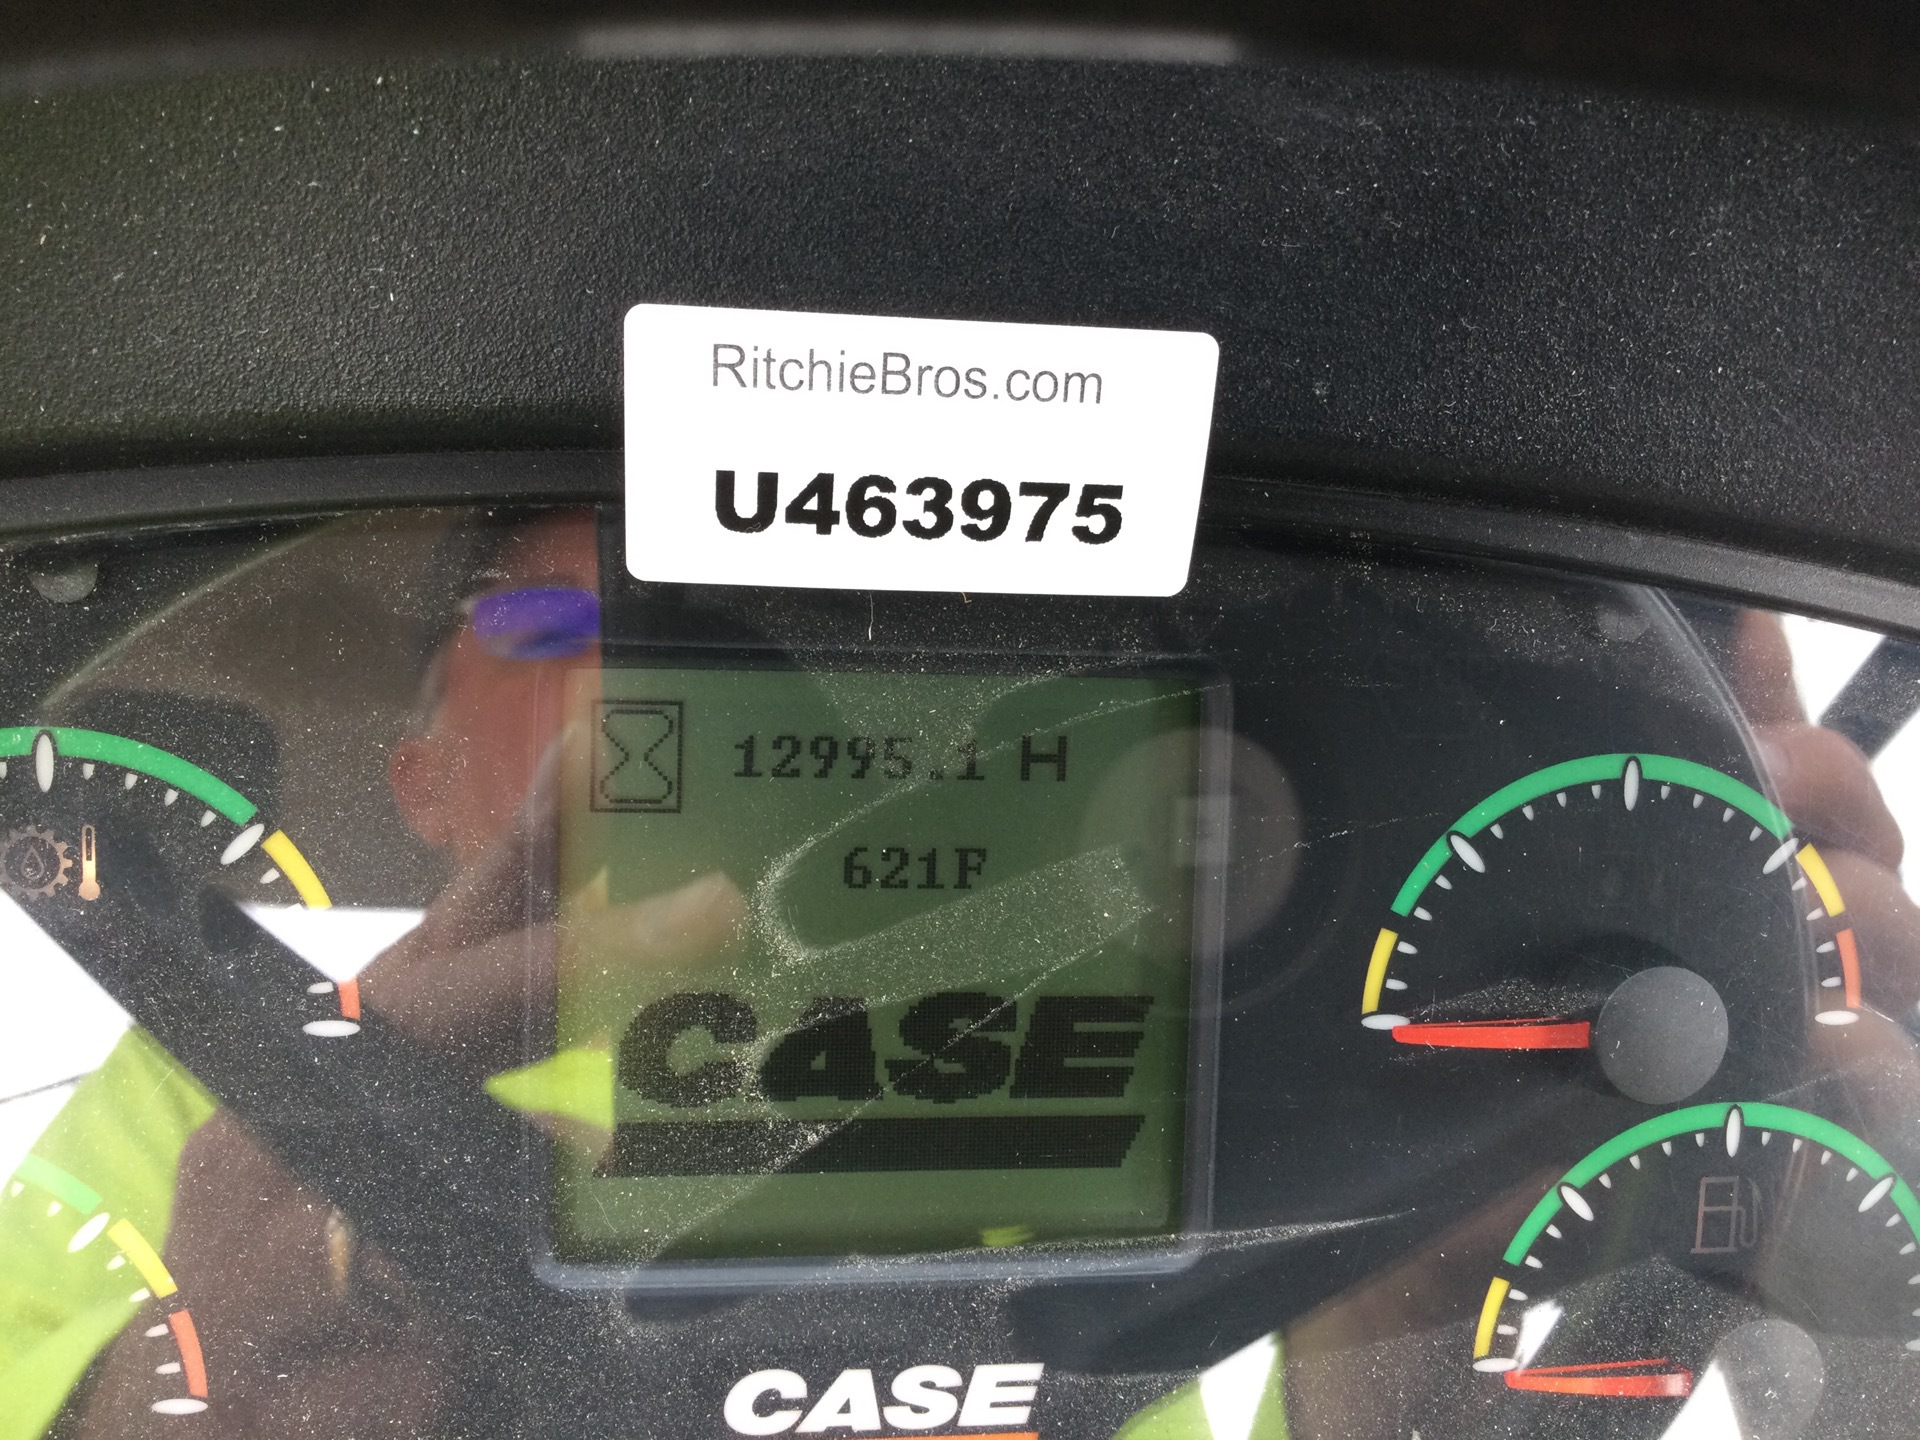 RitchieBros.com
U463975
12995.1 H
621F
CASE
CASE